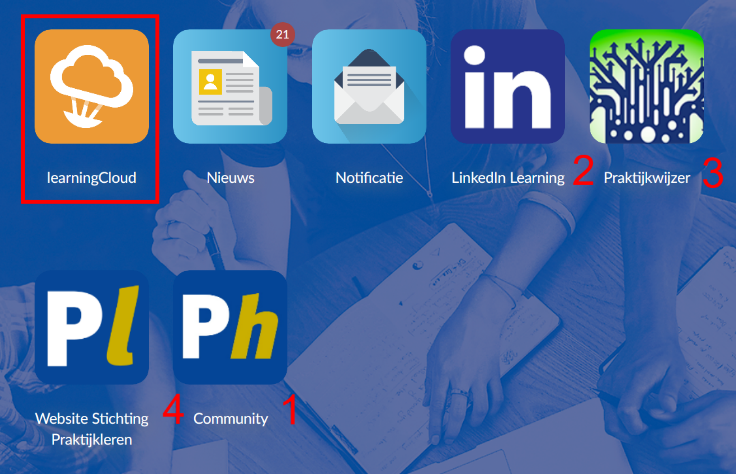 21
in
learningCloud
Nieuws
Notificatie
LinkedIn Learning 2
Praktijkwijzer 3
Pl
Ph
Website Stichting
Praktijkleren
4
Community 1